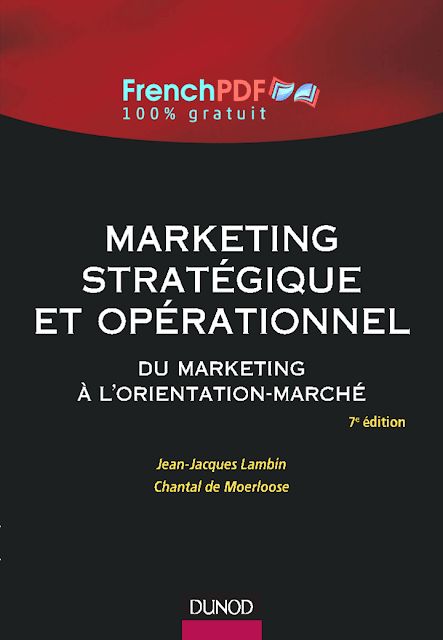 FrenchPDF
100% gratuit
MARKETING
STRATÉGIQUE
ET OPÉRATIONNEL
DU MARKETING
À L'ORIENTATION-MARCHÉ
7e édition
Jean-Jacques Lambin
Chantal de Moerloose
DUNOD